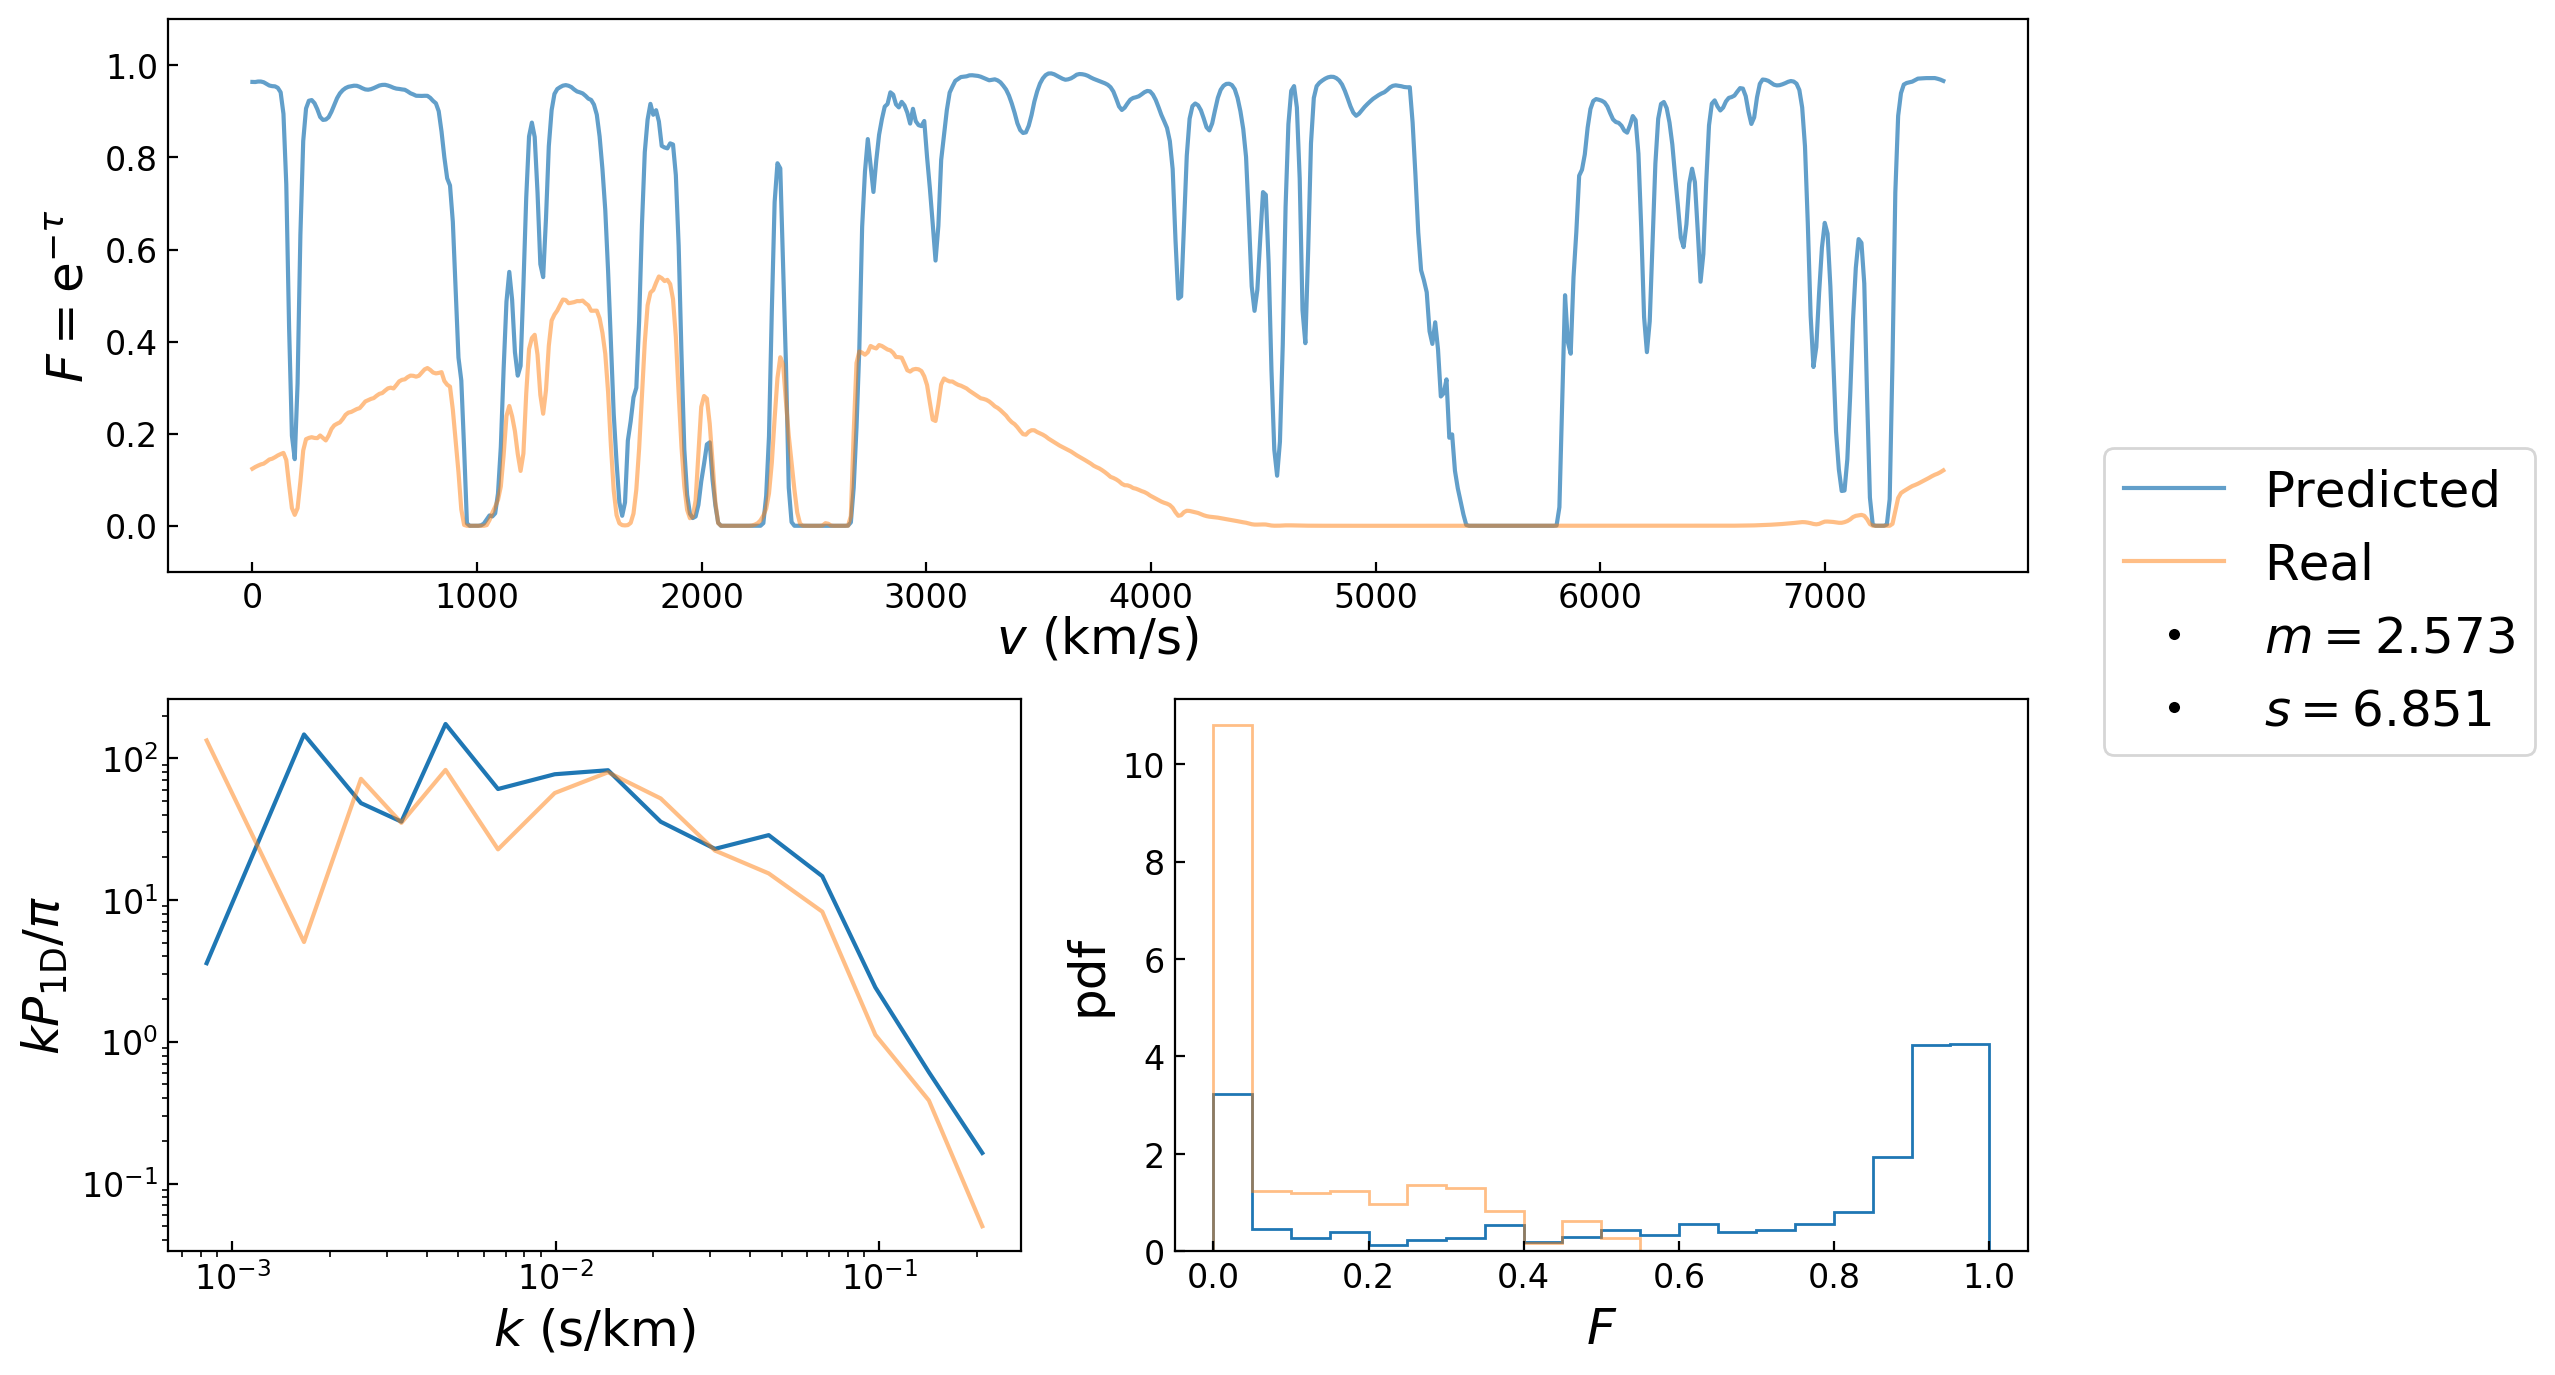 F = e^{−τ}
1.0
0.8
0.6
0.4
0.2
0.0
0 1000 2000 3000 4000 5000 6000 7000
v (km/s)
Predicted
Real
m = 2.573
s = 6.851
kP_{1D}/π
10^2
10^1
10^0
10^{−1}
10^{−3} 10^{−2} 10^{−1}
k (s/km)
pdf
10
8
6
4
2
0
0.0 0.2 0.4 0.6 0.8 1.0
F